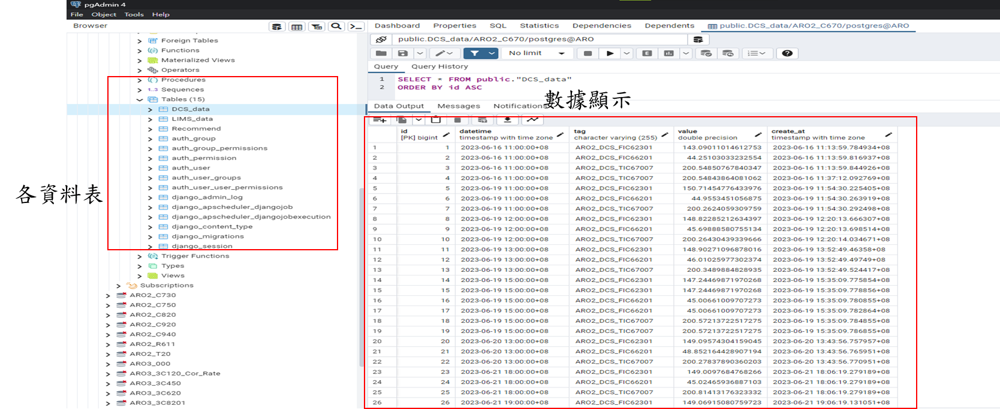 pgAdmin 4
File Object Tools Help
Browser
Foreign Tables
Functions
Materialized Views
Operators
Procedures
1..3 Sequences
Tables (15)
DCS_data
LIMS_data
Recommend
auth_group
auth_group_permissions
auth_permission
auth_user
auth_user_groups
auth_user_user_permissions
django_admin_log
django_apscheduler_djangojob
django_apscheduler_djangojobexecution
django_content_type
django_migrations
django_session
Trigger Functions
Types
Views
Subscriptions
ARO2_C730
ARO2_C750
ARO2_C820
ARO2_C920
ARO2_C940
ARO2_R611
ARO2_T20
ARO3_000
ARO3_3C120_Cor_Rate
ARO3_3C450
ARO3_3C620
ARO3_3C8201
各資料表
Dashboard Properties SQL Statistics Dependencies Dependents public.DCS_data/ARO2_C670/postgres@ARO
public.DCS_data/ARO2_C670/postgres@ARO
No limit
Query Query History
1 SELECT * FROM public."DCS_data"
2 ORDER BY id ASC
數據顯示
Data Output Messages Notifications
id datetime tag value create_at
[PK] bigint timestamp with time zone character varying (255) double precision timestamp with time zone
1 1 2023-06-16 11:00:00+08 ARO2_DCS_FIC62301 143.09011014612753 2023-06-16 11:13:59.784934+08
2 2 2023-06-16 11:00:00+08 ARO2_DCS_FIC66201 44.25103033232554 2023-06-16 11:13:59.816937+08
3 3 2023-06-16 11:00:00+08 ARO2_DCS_TIC67007 200.54850767840347 2023-06-16 11:13:59.844926+08
4 4 2023-06-16 11:00:00+08 ARO2_DCS_TIC67007 200.54843864081062 2023-06-16 11:37:12.092769+08
5 5 2023-06-19 11:00:00+08 ARO2_DCS_FIC62301 150.71454776433976 2023-06-19 11:54:30.225405+08
6 6 2023-06-19 11:00:00+08 ARO2_DCS_FIC66201 44.9553451056875 2023-06-19 11:54:30.263919+08
7 7 2023-06-19 11:00:00+08 ARO2_DCS_TIC67007 200.2624059309759 2023-06-19 11:54:30.292498+08
8 8 2023-06-19 12:00:00+08 ARO2_DCS_FIC62301 148.82285212634397 2023-06-19 12:20:13.666307+08
9 9 2023-06-19 12:00:00+08 ARO2_DCS_FIC66201 45.69888580755134 2023-06-19 12:20:13.698514+08
10 10 2023-06-19 12:00:00+08 ARO2_DCS_TIC67007 200.26430439339666 2023-06-19 12:20:14.034671+08
11 11 2023-06-19 13:00:00+08 ARO2_DCS_FIC62301 148.90271096878016 2023-06-19 13:52:49.46358+08
12 12 2023-06-19 13:00:00+08 ARO2_DCS_FIC66201 46.01025977302374 2023-06-19 13:52:49.49749+08
13 13 2023-06-19 13:00:00+08 ARO2_DCS_TIC67007 200.3489884828935 2023-06-19 13:52:49.524417+08
14 14 2023-06-19 15:00:00+08 ARO2_DCS_FIC62301 147.24469871970268 2023-06-19 15:35:09.775854+08
15 15 2023-06-19 15:00:00+08 ARO2_DCS_FIC62301 147.24469871970268 2023-06-19 15:35:09.778856+08
16 16 2023-06-19 15:00:00+08 ARO2_DCS_FIC66201 45.00661009707273 2023-06-19 15:35:09.780855+08
17 17 2023-06-19 15:00:00+08 ARO2_DCS_FIC66201 45.00661009707273 2023-06-19 15:35:09.782864+08
18 18 2023-06-19 15:00:00+08 ARO2_DCS_TIC67007 200.57213722517275 2023-06-19 15:35:09.784855+08
19 19 2023-06-19 15:00:00+08 ARO2_DCS_TIC67007 200.57213722517275 2023-06-19 15:35:09.786855+08
20 20 2023-06-20 13:00:00+08 ARO2_DCS_FIC62301 149.09574304159045 2023-06-20 13:43:56.757957+08
21 21 2023-06-20 13:00:00+08 ARO2_DCS_FIC66201 48.852164428907194 2023-06-20 13:43:56.765951+08
22 22 2023-06-20 13:00:00+08 ARO2_DCS_TIC67007 200.27837890360203 2023-06-20 13:43:56.770951+08
23 23 2023-06-21 18:00:00+08 ARO2_DCS_FIC62301 149.0097684768266 2023-06-21 18:06:19.279189+08
24 24 2023-06-21 18:00:00+08 ARO2_DCS_FIC66201 45.02465936887103 2023-06-21 18:06:19.279189+08
25 25 2023-06-21 18:00:00+08 ARO2_DCS_TIC67007 200.81413176323332 2023-06-21 18:06:19.279189+08
26 26 2023-06-21 19:00:00+08 ARO2_DCS_FIC62301 149.06915080759723 2023-06-21 19:06:19.131051+08